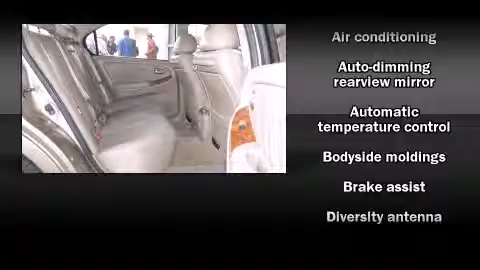 Air conditioning
Auto-dimming
rearview mirror
Automatic
temperature control
Bodyside moldings
Brake assist
Diversity antenna